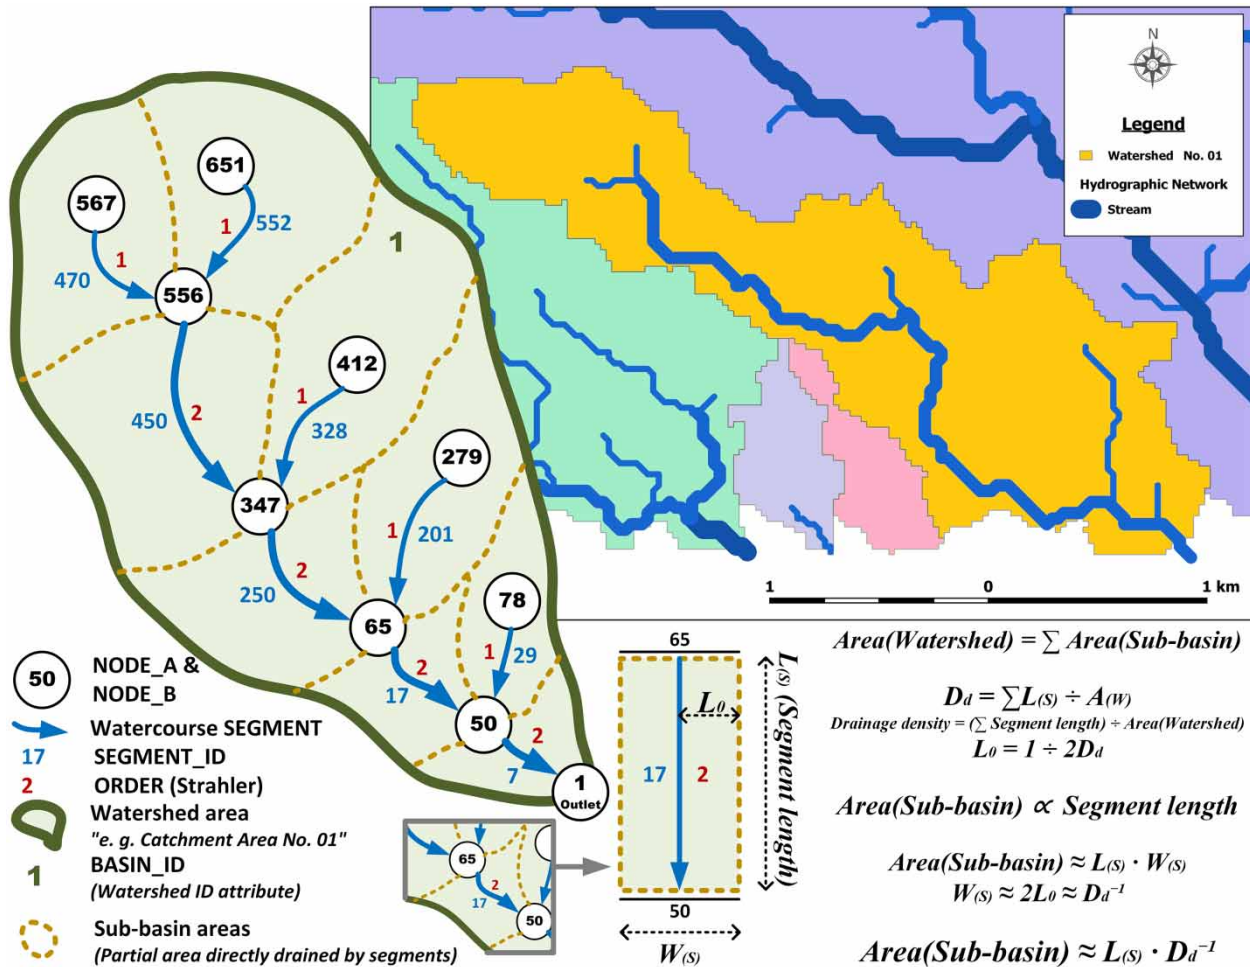 N
Legend
Watershed No. 01
Hydrographic Network
Stream
1 0 1 km
651
567
1
552
1
470
1
556
412
1
450
2
328
279
347
1
201
2
250
78
65
1
29
2
17
50
2
7
1
Outlet
50
NODE_A &
NODE_B
Watercourse SEGMENT
17 SEGMENT_ID
2 ORDER (Strahler)
Watershed area
"e. g. Catchment Area No. 01"
1 BASIN_ID
(Watershed ID attribute)
Sub-basin areas
(Partial area directly drained by segments)
65
2
17
50
65
L₀
17 2
L(S) (Segment length)
50
W(S)
Area(Watershed) = ∑ Area(Sub-basin)
Dd = ∑L(S) ÷ A(W)
Drainage density = (∑ Segment length) ÷ Area(Watershed)
L₀ = 1 ÷ 2Dd
Area(Sub-basin) ∝ Segment length
Area(Sub-basin) ≈ L(S) · W(S)
W(S) ≈ 2L₀ ≈ Dd⁻¹
Area(Sub-basin) ≈ L(S) · Dd⁻¹